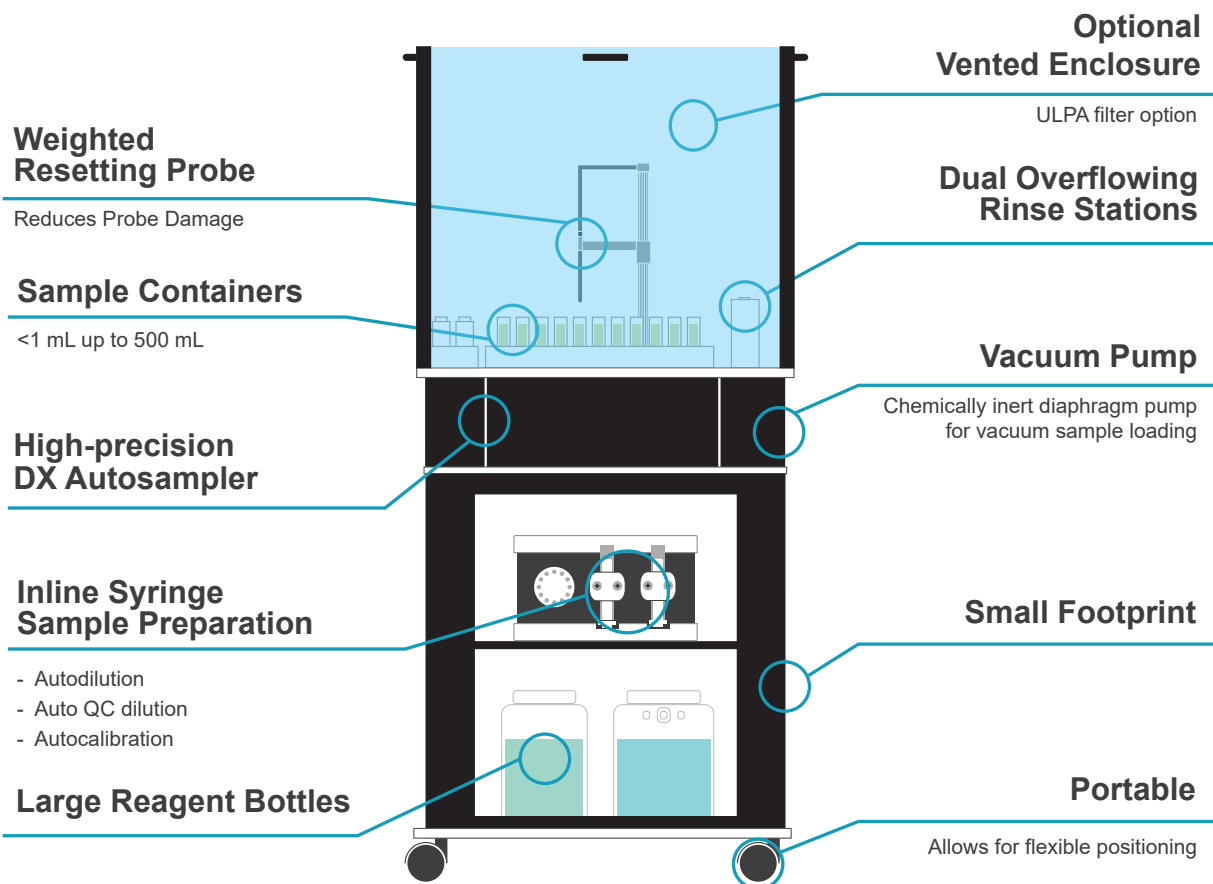 Weighted
Resetting Probe
Reduces Probe Damage
Sample Containers
<1 mL up to 500 mL
High-precision
DX Autosampler
Inline Syringe
Sample Preparation
- Autodilution
- Auto QC dilution
- Autocalibration
Large Reagent Bottles
Optional
Vented Enclosure
ULPA filter option
Dual Overflowing
Rinse Stations
Vacuum Pump
Chemically inert diaphragm pump
for vacuum sample loading
Small Footprint
Portable
Allows for flexible positioning